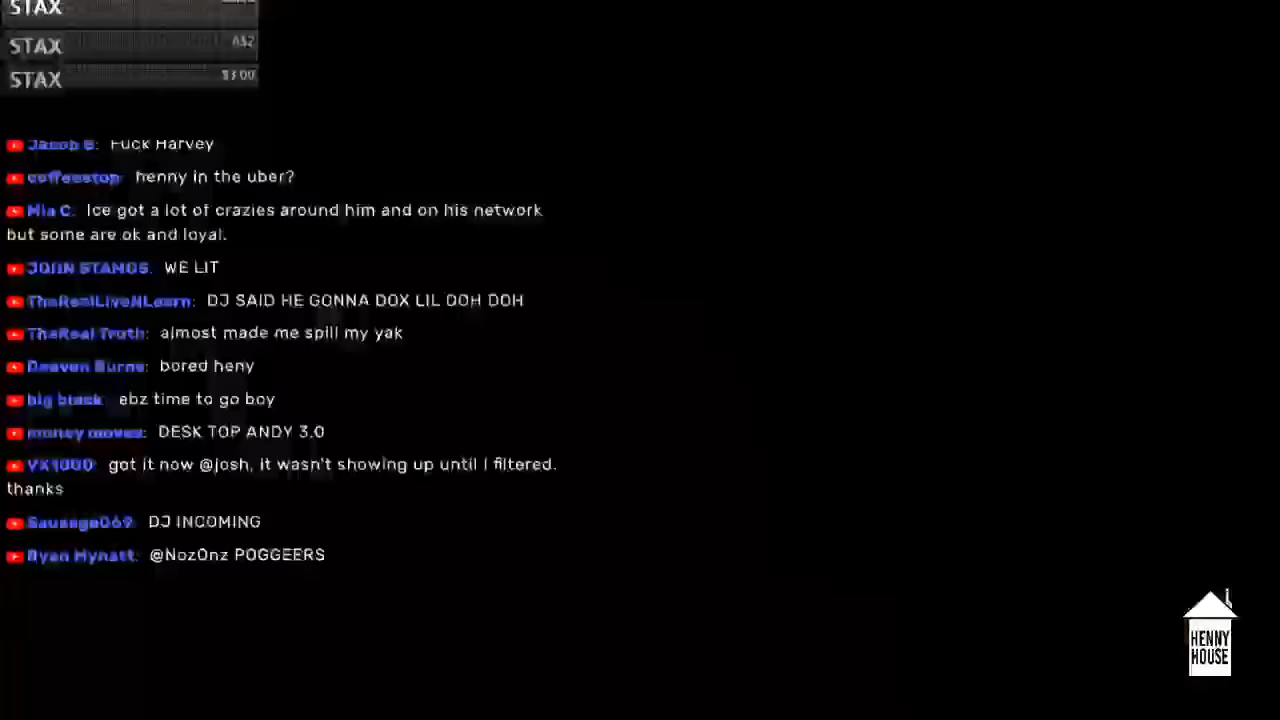 STAX
STAX
STAX
Jacob B: Fuck Harvey
coffeestop: henny in the uber?
Mia C: Ice got a lot of crazies around him and on his network
but some are ok and loyal.
JOHN STAMOS: WE LIT
TheRealLiveNLearn: DJ SAID HE GONNA DOX LIL OOH DOH
TheReal Truth: almost made me spill my yak
bored heny
big black: ebz time to go boy
money moves: DESK TOP ANDY 3.0
VX1000: got it now @josh, it wasn't showing up until I filtered.
thanks
Sausage069: DJ INCOMING
Ryan Hynatt: @NozOnz POGGEERS
HENNY
HOUSE